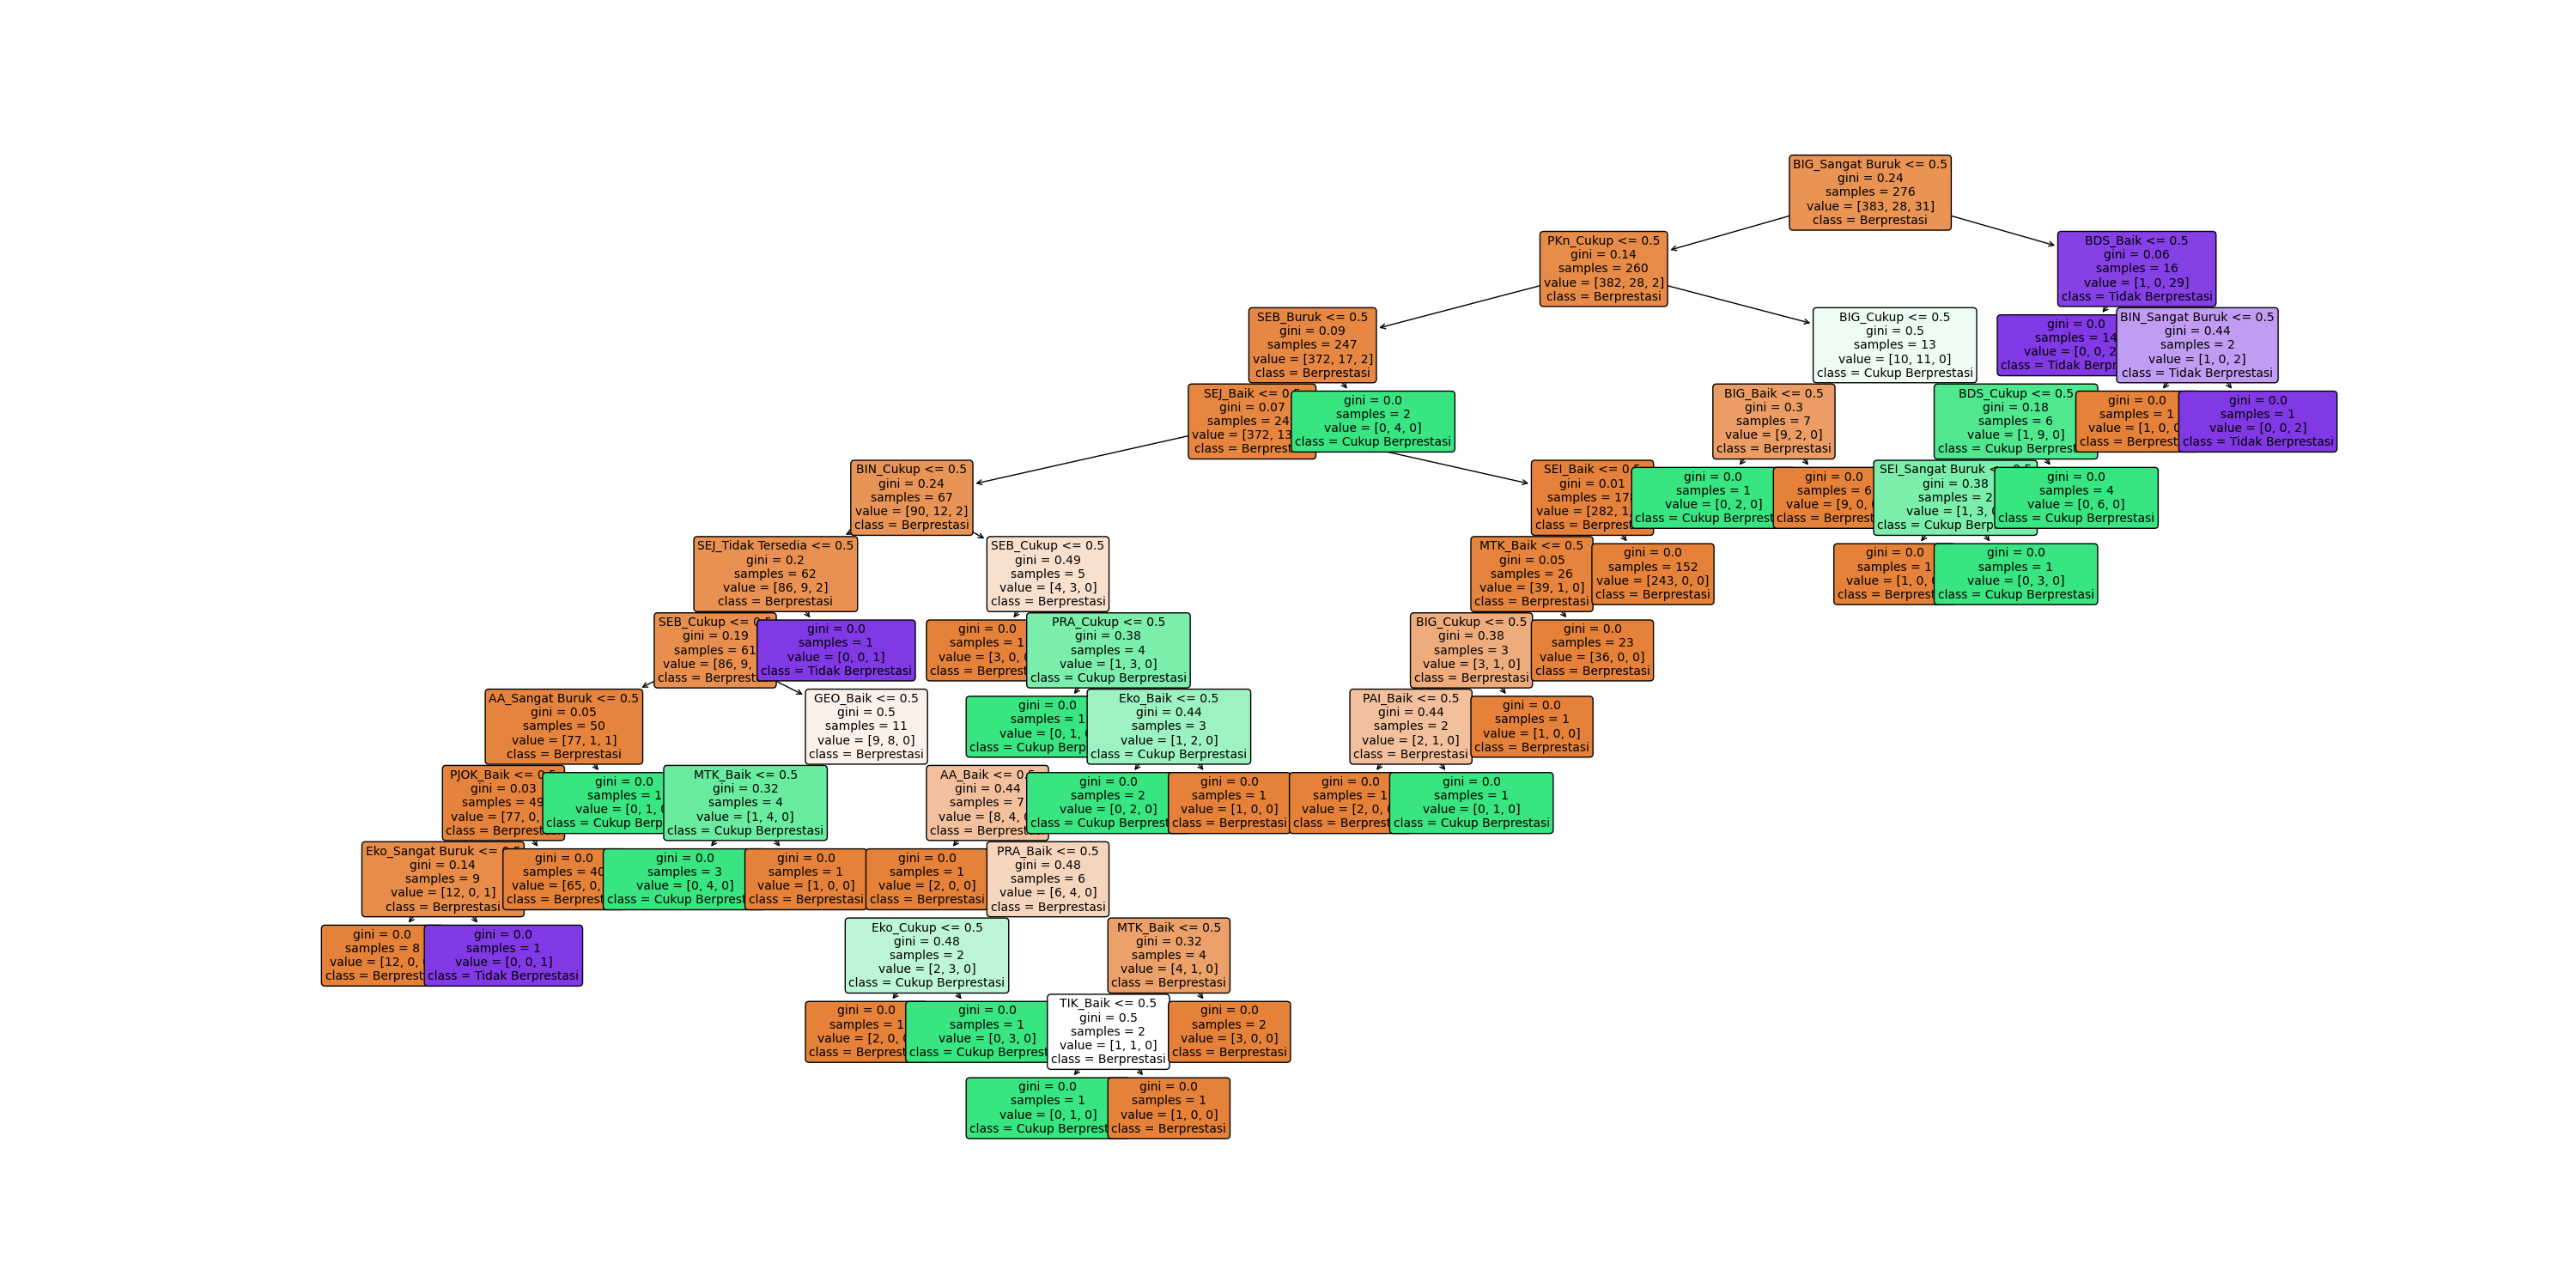 BIG_Sangat Buruk <= 0.5
gini = 0.24
samples = 276
value = [383, 28, 31]
class = Berprestasi
PKn_Cukup <= 0.5
gini = 0.14
samples = 260
value = [382, 28, 2]
class = Berprestasi
BDS_Baik <= 0.5
gini = 0.06
samples = 16
value = [1, 0, 29]
class = Tidak Berprestasi
SEB_Buruk <= 0.5
gini = 0.09
samples = 247
value = [372, 17, 2]
class = Berprestasi
BIG_Cukup <= 0.5
gini = 0.5
samples = 13
value = [10, 11, 0]
class = Cukup Berprestasi
gini = 0.0
samples = 14
value = [0, 0,
class = Tidak
BIN_Sangat Buruk <= 0.5
gini = 0.44
samples = 2
value = [1, 0, 2]
class = Tidak Berprestasi
SEJ_Baik <=
gini = 0.07
samples =
value = [372,
class =
gini = 0.0
samples = 2
value = [0, 4, 0]
class = Cukup Berprestasi
BIG_Baik <= 0.5
gini = 0.3
samples = 7
value = [9, 2, 0]
class = Berprestasi
BDS_Cukup <= 0.5
gini = 0.18
samples = 6
value = [1, 9, 0]
class = Cukup
gini = 0.0
samples = 1
value = [1, 0,
class =
gini = 0.0
samples = 1
value = [0, 0, 2]
class = Tidak Berprestasi
BIN_Cukup <= 0.5
gini = 0.24
samples = 67
value = [90, 12, 2]
class = Berprestasi
SEI_Baik <=
gini = 0.01
samples =
value = [282,
class =
gini = 0.0
samples = 1
value = [0, 2, 0]
class = Cukup
gini = 0.0
samples = 6
value = [9, 0,
class =
SEI_Sangat Buruk
gini = 0.38
samples = 2
value = [1, 3,
class = Cukup
gini = 0.0
samples = 4
value = [0, 6, 0]
class = Cukup Berprestasi
SEJ_Tidak Tersedia <= 0.5
gini = 0.2
samples = 62
value = [86, 9, 2]
class = Berprestasi
SEB_Cukup <= 0.5
gini = 0.49
samples = 5
value = [4, 3, 0]
class = Berprestasi
MTK_Baik <= 0.5
gini = 0.05
samples = 26
value = [39, 1, 0]
class = Berprestasi
gini = 0.0
samples = 152
value = [243, 0, 0]
class = Berprestasi
gini = 0.0
samples = 1
value = [1, 0,
class =
gini = 0.0
samples = 1
value = [0, 3, 0]
class = Cukup Berprestasi
SEB_Cukup <=
gini = 0.19
samples = 61
value = [86, 9,
class =
gini = 0.0
samples = 1
value = [0, 0, 1]
class = Tidak Berprestasi
gini = 0.0
samples = 1
value = [3, 0,
class =
PRA_Cukup <= 0.5
gini = 0.38
samples = 4
value = [1, 3, 0]
class = Cukup Berprestasi
BIG_Cukup <= 0.5
gini = 0.38
samples = 3
value = [3, 1, 0]
class = Berprestasi
gini = 0.0
samples = 23
value = [36, 0, 0]
class = Berprestasi
AA_Sangat Buruk <= 0.5
gini = 0.05
samples = 50
value = [77, 1, 1]
class = Berprestasi
GEO_Baik <= 0.5
gini = 0.5
samples = 11
value = [9, 8, 0]
class = Berprestasi
gini = 0.0
samples = 1
value = [0, 1,
class = Cukup
Eko_Baik <= 0.5
gini = 0.44
samples = 3
value = [1, 2, 0]
class = Cukup Berprestasi
PAI_Baik <= 0.5
gini = 0.44
samples = 2
value = [2, 1, 0]
class = Berprestasi
gini = 0.0
samples = 1
value = [1, 0, 0]
class = Berprestasi
PJOK_Baik <=
gini = 0.03
samples = 49
value = [77, 0,
class =
gini = 0.0
samples = 1
value = [0, 1,
class = Cukup
MTK_Baik <= 0.5
gini = 0.32
samples = 4
value = [1, 4, 0]
class = Cukup Berprestasi
AA_Baik <=
gini = 0.44
samples = 7
value = [8, 4,
class =
gini = 0.0
samples = 2
value = [0, 2, 0]
class = Cukup
gini = 0.0
samples = 1
value = [1, 0, 0]
class = Berprestasi
gini = 0.0
samples = 1
value = [2, 0,
class =
gini = 0.0
samples = 1
value = [0, 1, 0]
class = Cukup Berprestasi
Eko_Sangat Buruk <=
gini = 0.14
samples = 9
value = [12, 0, 1]
class = Berprestasi
gini = 0.0
samples = 40
value = [65, 0,
class =
gini = 0.0
samples = 3
value = [0, 4, 0]
class = Cukup
gini = 0.0
samples = 1
value = [1, 0, 0]
class = Berprestasi
gini = 0.0
samples = 1
value = [2, 0, 0]
class = Berprestasi
PRA_Baik <= 0.5
gini = 0.48
samples = 6
value = [6, 4, 0]
class = Berprestasi
gini = 0.0
samples = 8
value = [12, 0,
class =
gini = 0.0
samples = 1
value = [0, 0, 1]
class = Tidak Berprestasi
Eko_Cukup <= 0.5
gini = 0.48
samples = 2
value = [2, 3, 0]
class = Cukup Berprestasi
MTK_Baik <= 0.5
gini = 0.32
samples = 4
value = [4, 1, 0]
class = Berprestasi
gini = 0.0
samples = 1
value = [2, 0,
class =
gini = 0.0
samples = 1
value = [0, 3, 0]
class = Cukup
TIK_Baik <= 0.5
gini = 0.5
samples = 2
value = [1, 1, 0]
class = Berprestasi
gini = 0.0
samples = 2
value = [3, 0, 0]
class = Berprestasi
gini = 0.0
samples = 1
value = [0, 1, 0]
class = Cukup
gini = 0.0
samples = 1
value = [1, 0, 0]
class = Berprestasi